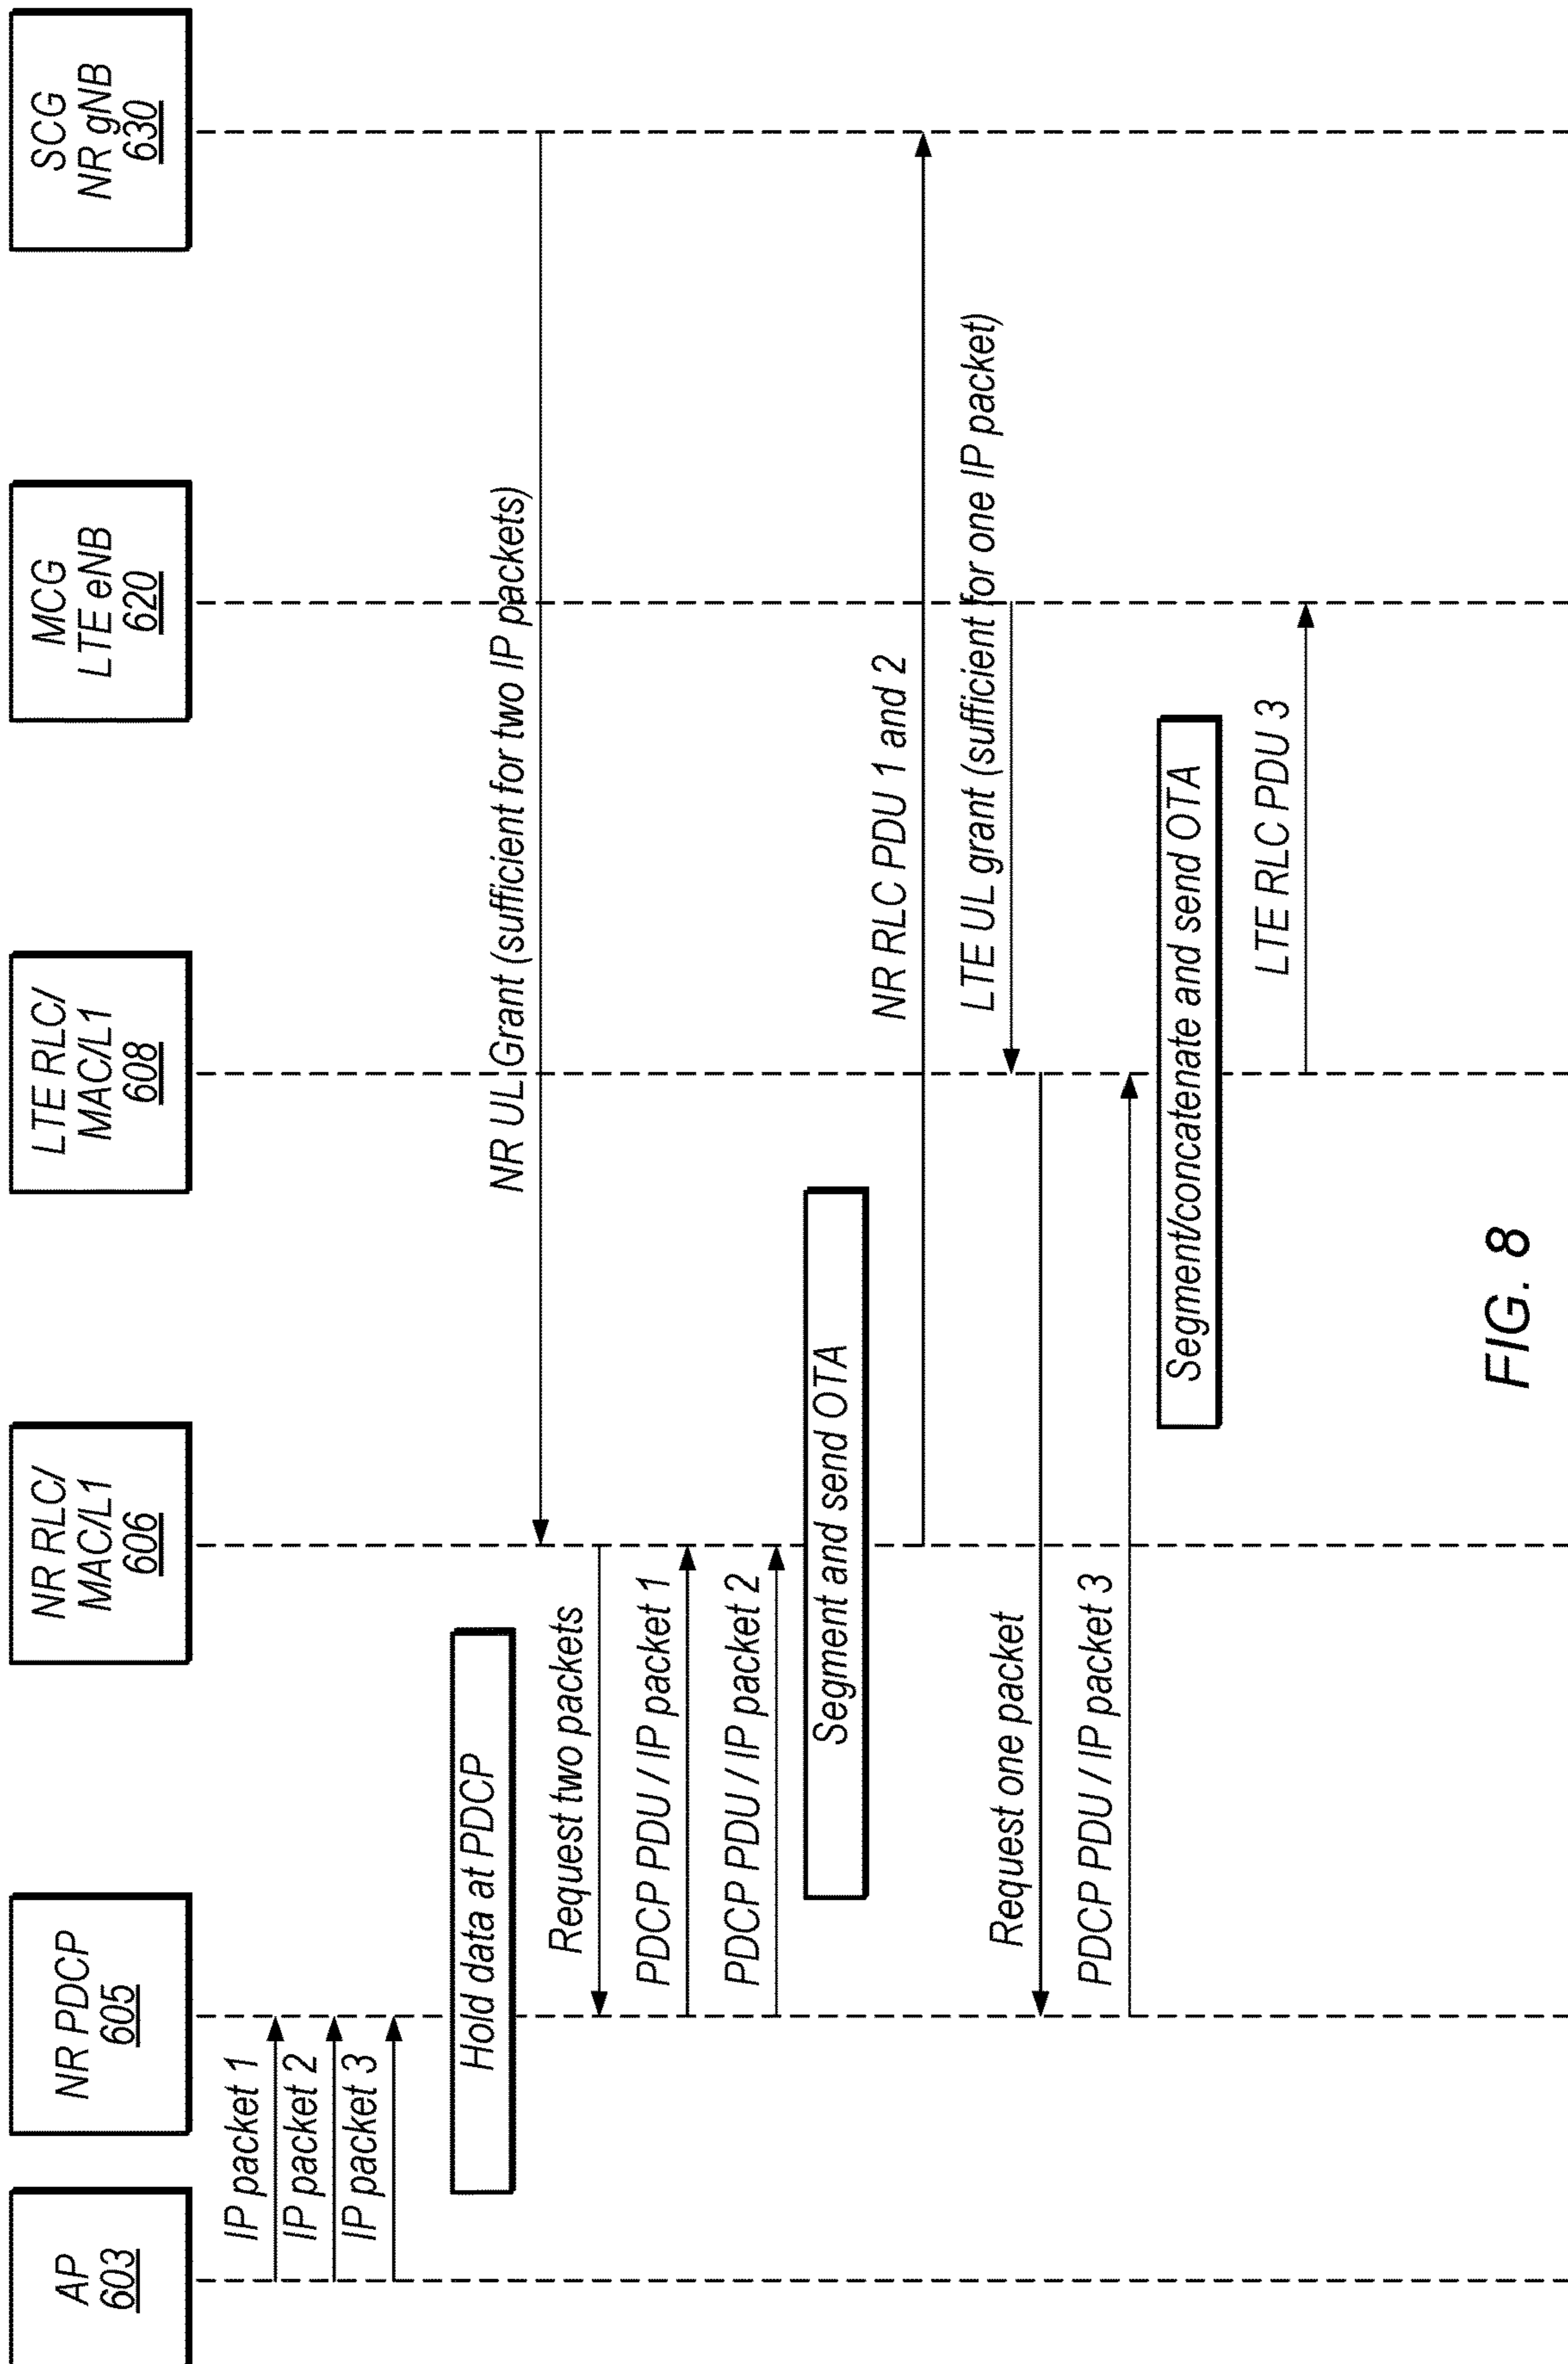 AP
603
NR PDCP
605
NR RLC/
MAC/L1
606
LTE RLC/
MAC/L1
608
MCG
LTE eNB
620
SCG
NR gNB
630
IP packet 1
IP packet 2
IP packet 3
Hold data at PDCP
NR UL Grant (sufficient for two IP packets)
Request two packets
PDCP PDU / IP packet 1
PDCP PDU / IP packet 2
Segment and send OTA
NR RLC PDU 1 and 2
LTE UL grant (sufficient for one IP packet)
Request one packet
PDCP PDU / IP packet 3
Segment/concatenate and send OTA
LTE RLC PDU 3
FIG. 8